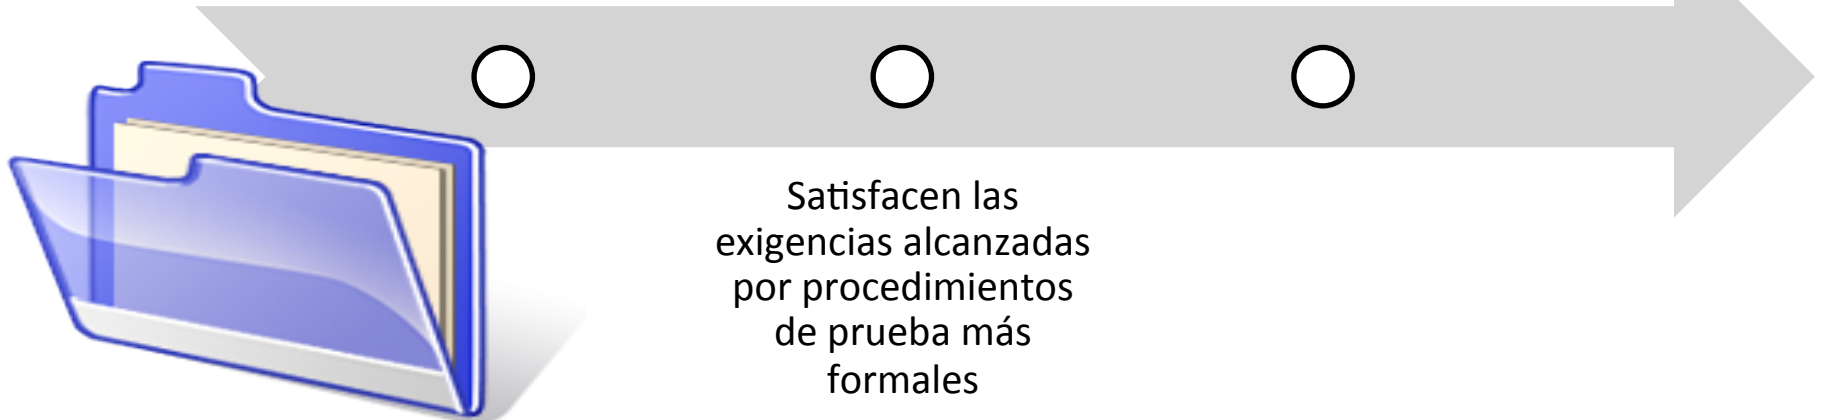 Satisfacen las
exigencias alcanzadas
por procedimientos
de prueba más
formales